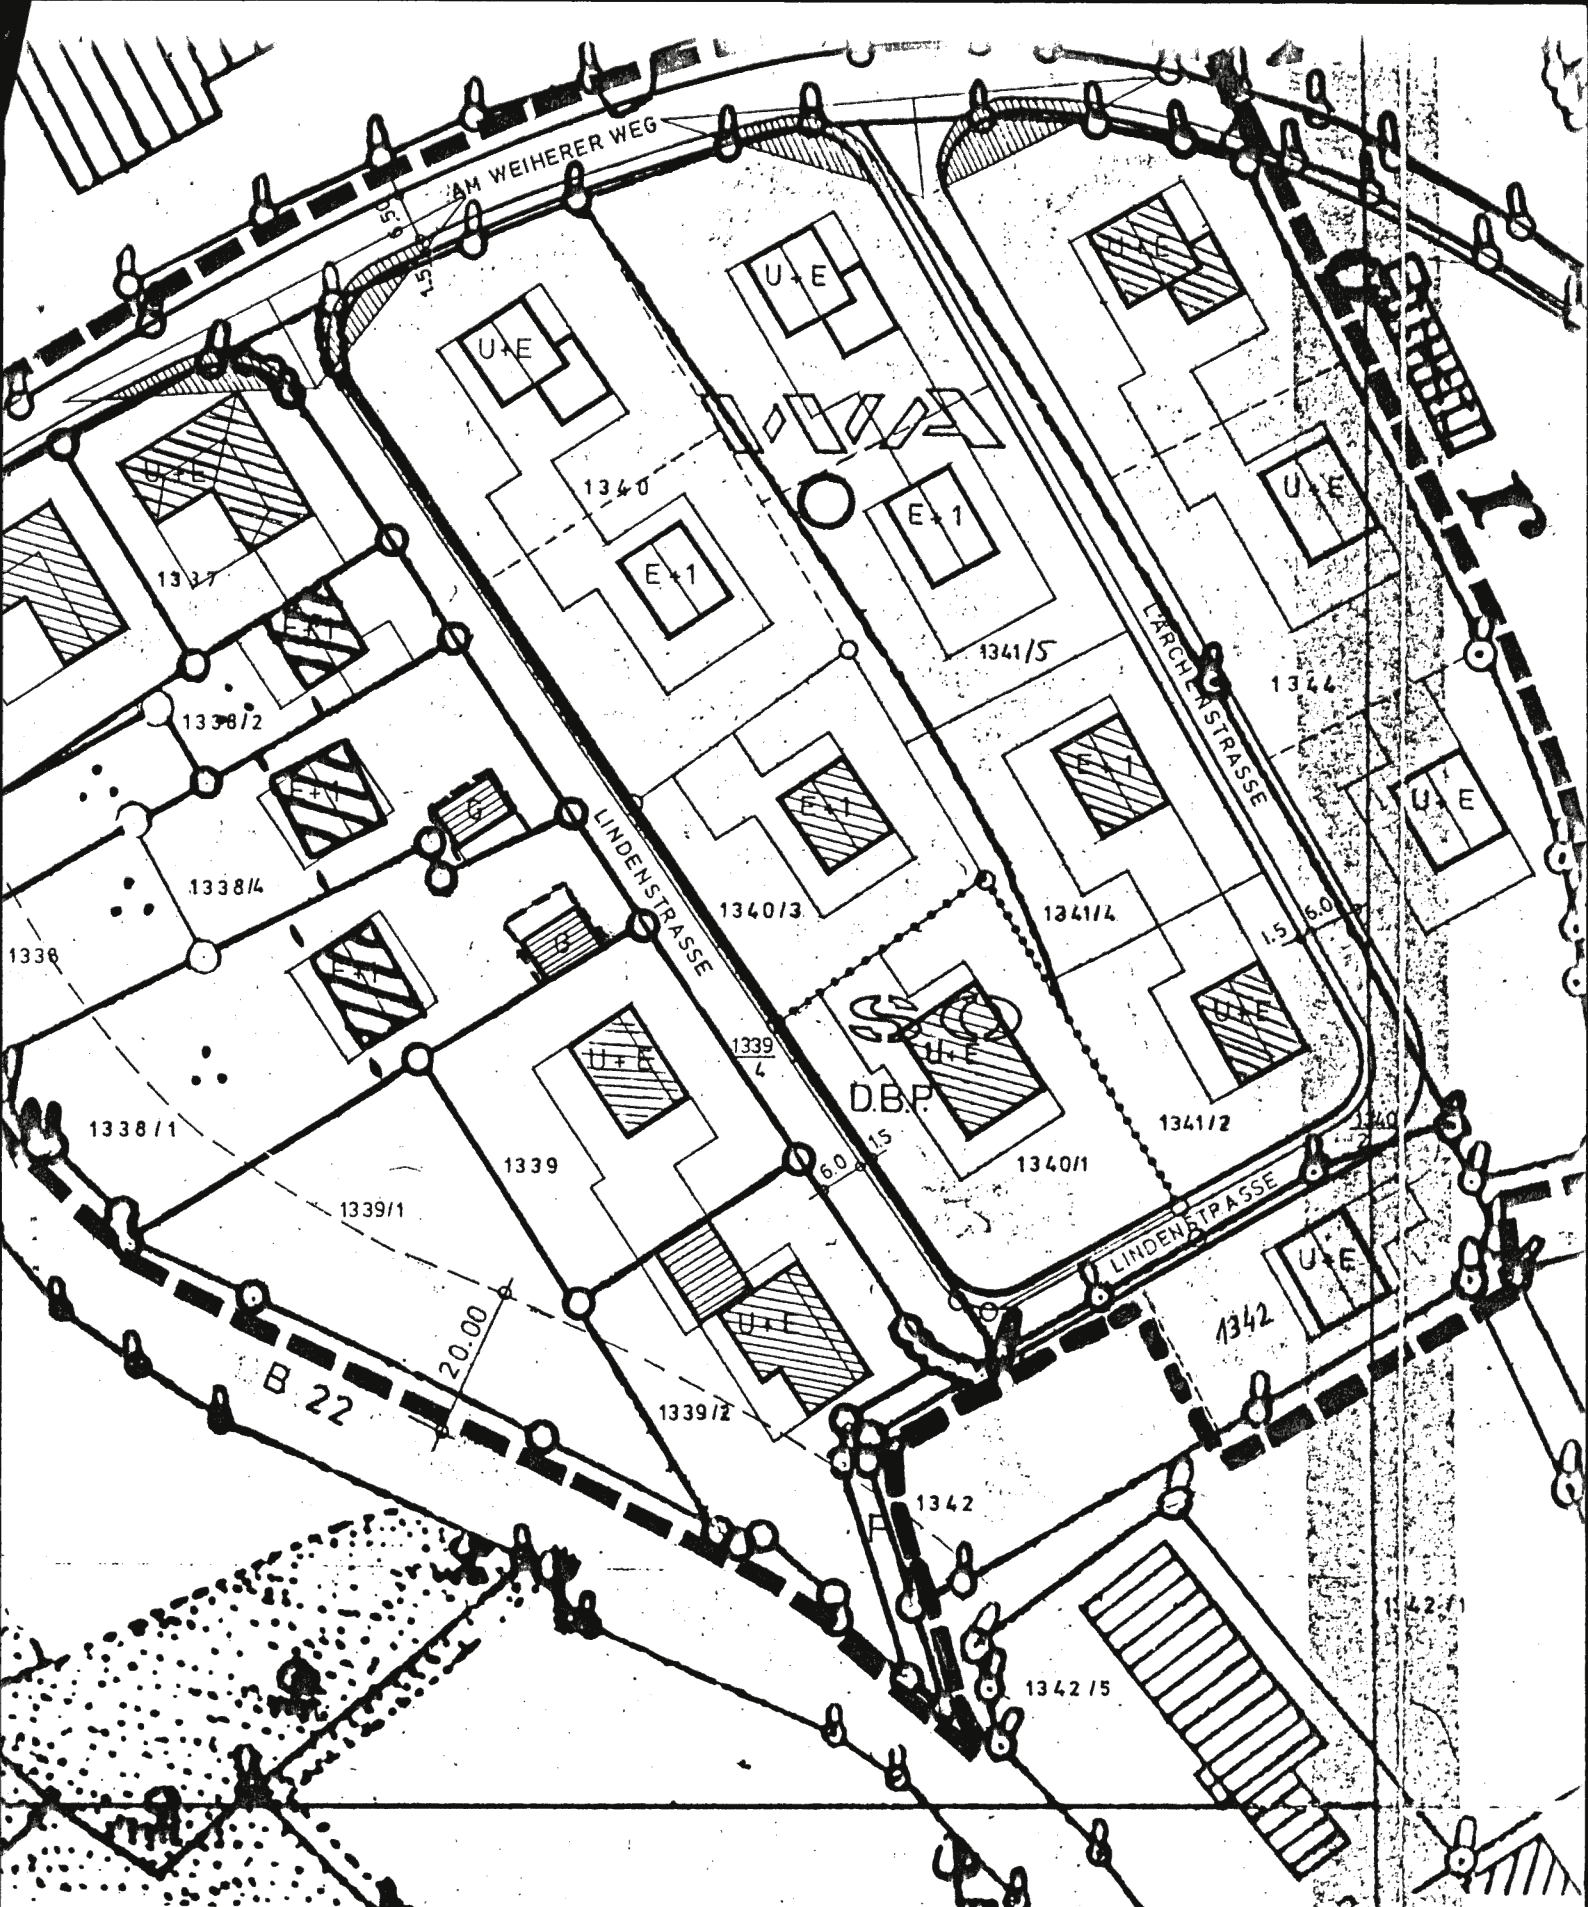 AM WEIHERER WEG
6.50
U+E
U+E
U+E
U+E
1340
E+1
U+E
E+1
1337
E+1
r
1341/5
LÄRCHENSTRASSE
1344
1338/2
E+1
E+1
E+1
U+E
G
LINDENSTRASSE
1338/4
1340/3
1341/4
6.0
1.5
1338
G
E+1
U+E
U+E
U+E
1339
4
D.B.P.
1338/1
1339
1.5
6.0
1340/1
1341/2
1340
2
1339/1
LINDENSTRASSE
U+E
20.00
U+E
1342
B 22
1339/2
1342
F
1342/1
1342/5